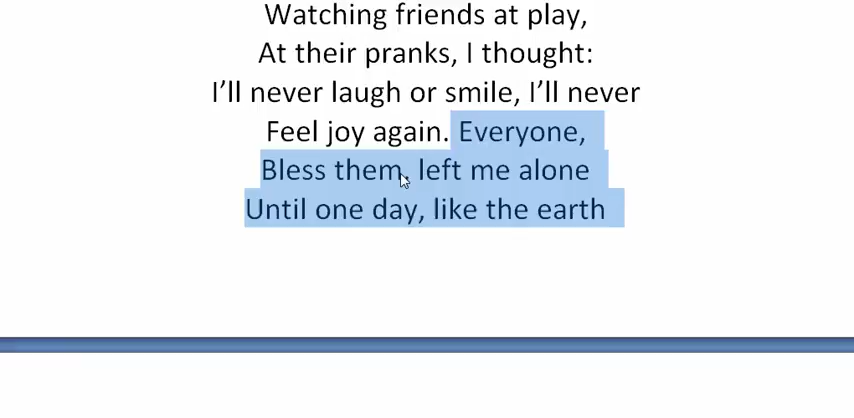 Watching friends at play,
At their pranks, I thought:
I’ll never laugh or smile, I’ll never
Feel joy again. Everyone,
Bless them, left me alone
Until one day, like the earth